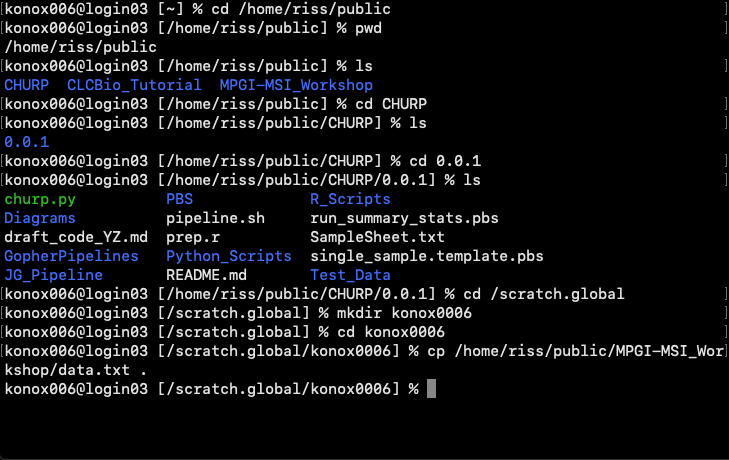 [konox006@login03 [~] % cd /home/riss/public ]
[konox006@login03 [/home/riss/public] % pwd ]
/home/riss/public
[konox006@login03 [/home/riss/public] % ls ]
CHURP  CLCBio_Tutorial  MPGI-MSI_Workshop
[konox006@login03 [/home/riss/public] % cd CHURP ]
[konox006@login03 [/home/riss/public/CHURP] % ls ]
0.0.1
[konox006@login03 [/home/riss/public/CHURP] % cd 0.0.1 ]
[konox006@login03 [/home/riss/public/CHURP/0.0.1] % ls ]
churp.py PBS R_Scripts
Diagrams pipeline.sh run_summary_stats.pbs
draft_code_YZ.md prep.r SampleSheet.txt
GopherPipelines Python_Scripts single_sample.template.pbs
JG_Pipeline README.md Test_Data
[konox006@login03 [/home/riss/public/CHURP/0.0.1] % cd /scratch.global ]
[konox006@login03 [/scratch.global] % mkdir konox0006 ]
[konox006@login03 [/scratch.global] % cd konox0006 ]
[konox006@login03 [/scratch.global/konox0006] % cp /home/riss/public/MPGI-MSI_Wor]
kshop/data.txt .
konox006@login03 [/scratch.global/konox0006] %